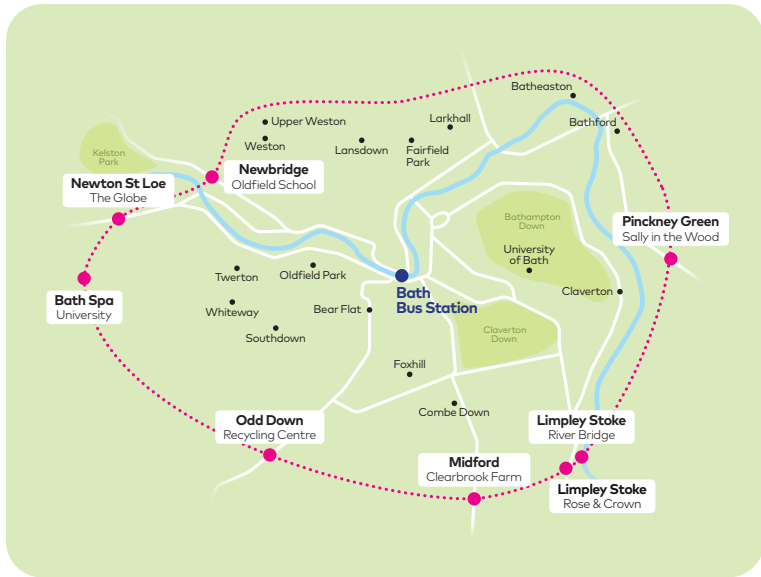 Batheaston
Larkhall
Upper Weston
Bathford
Weston
Lansdown
Fairfield
Park
Kelston
Park
Newbridge
Oldfield School
Newton St Loe
The Globe
Bathampton
Down
Pinckney Green
Sally in the Wood
University
of Bath
Twerton
Oldfield Park
Claverton
Bath
Bus Station
Bath Spa
University
Whiteway
Bear Flat
Southdown
Claverton
Down
Foxhill
Combe Down
Odd Down
Recycling Centre
Limpley Stoke
River Bridge
Midford
Clearbrook Farm
Limpley Stoke
Rose & Crown